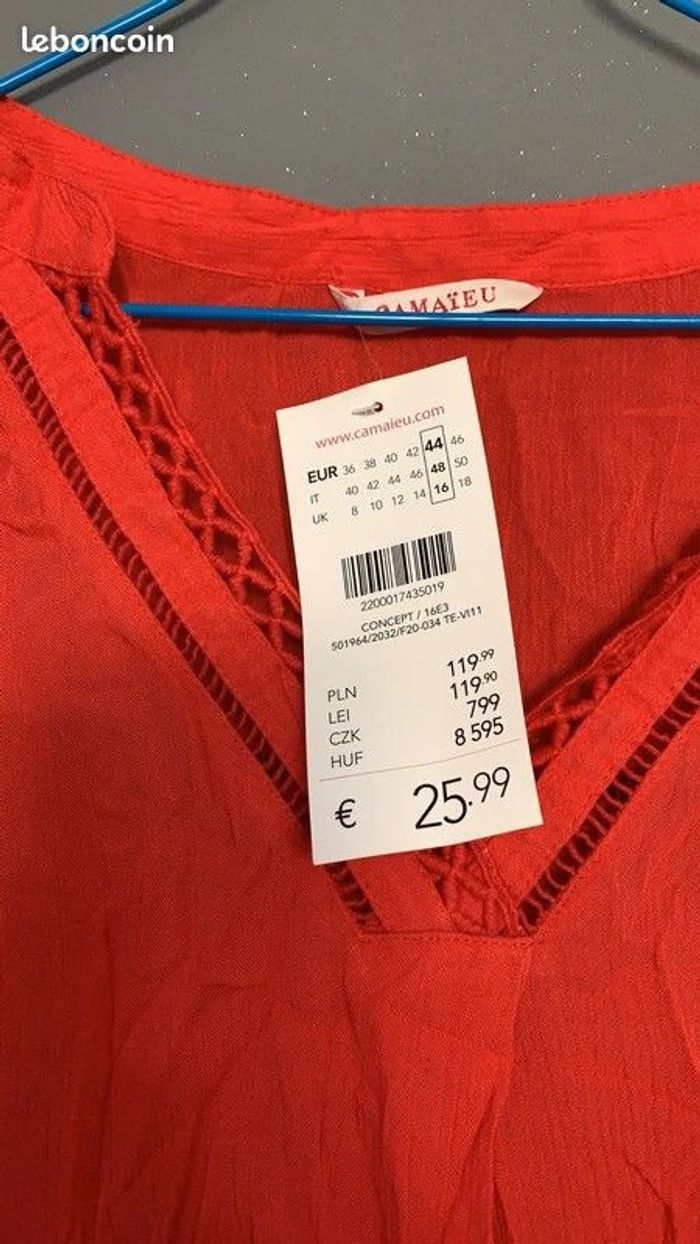 leboncoin
CAMAÏEU
www.camaieu.com
EUR 36 38 40 42 44 46
IT 40 42 44 46 48 50
UK 8 10 12 14 16 18
2200017435019
CONCEPT / 16E3
501964/2032/F20-034 TE-VI11
PLN 119.99
LEI 119.90
CZK 799
HUF 8 595
€ 25.99